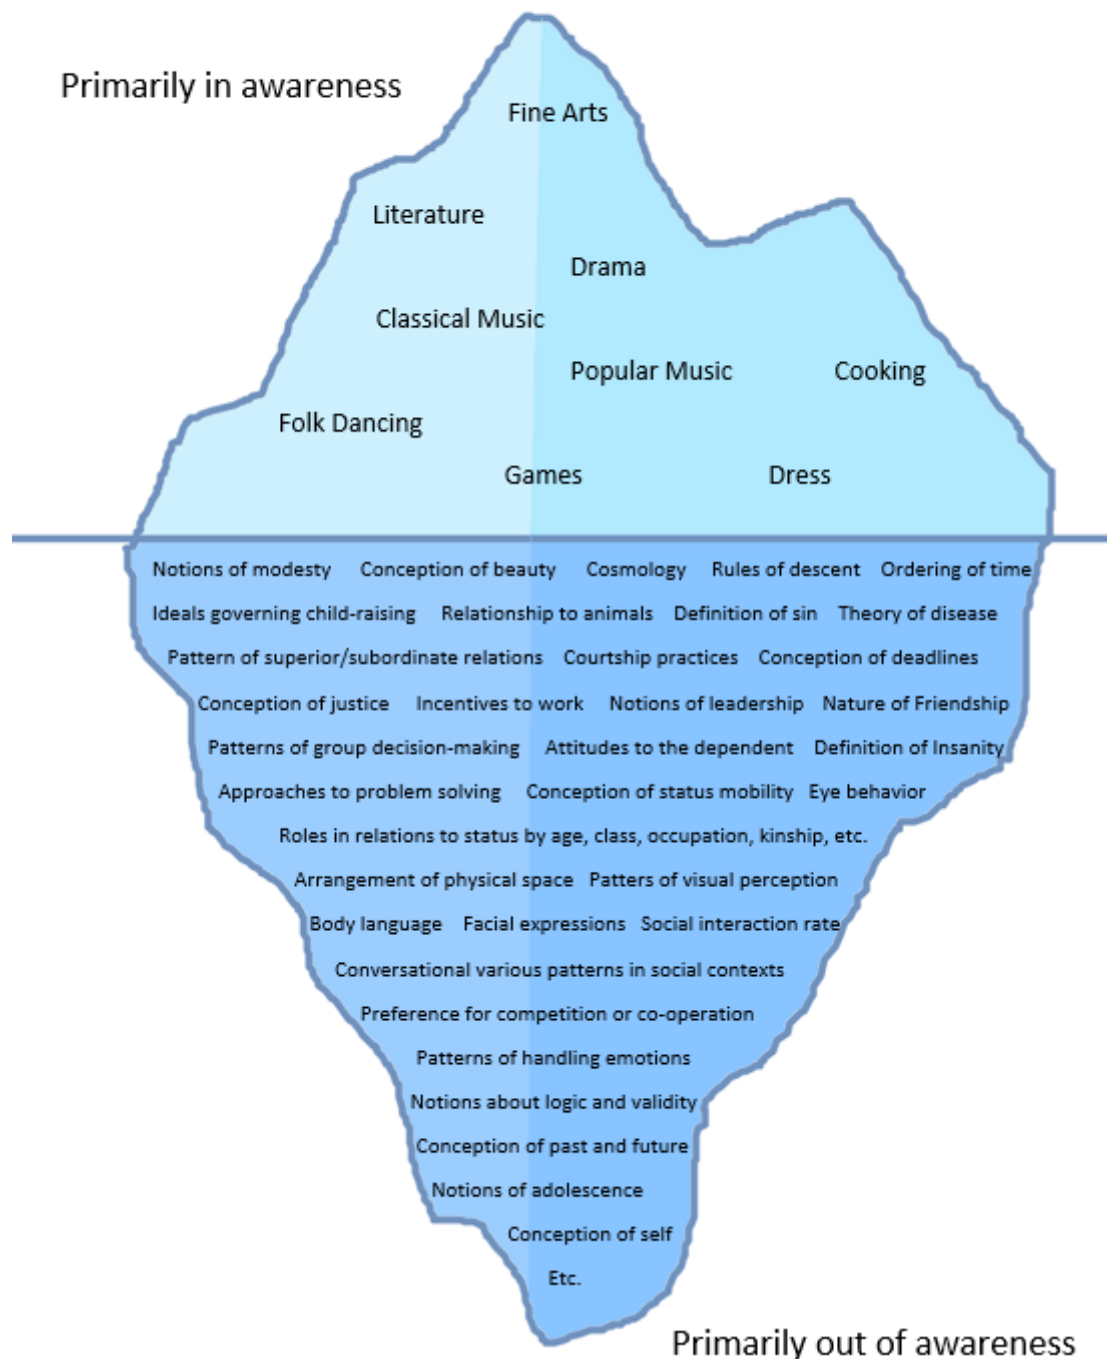 Primarily in awareness
Fine Arts
Literature
Drama
Classical Music
Popular Music Cooking
Folk Dancing
Games Dress
Notions of modesty Conception of beauty Cosmology Rules of descent Ordering of time
Ideals governing child-raising Relationship to animals Definition of sin Theory of disease
Pattern of superior/subordinate relations Courtship practices Conception of deadlines
Conception of justice Incentives to work Notions of leadership Nature of Friendship
Patterns of group decision-making Attitudes to the dependent Definition of Insanity
Approaches to problem solving Conception of status mobility Eye behavior
Roles in relations to status by age, class, occupation, kinship, etc.
Arrangement of physical space Patters of visual perception
Body language Facial expressions Social interaction rate
Conversational various patterns in social contexts
Preference for competition or co-operation
Patterns of handling emotions
Notions about logic and validity
Conception of past and future
Notions of adolescence
Conception of self
Etc.
Primarily out of awareness